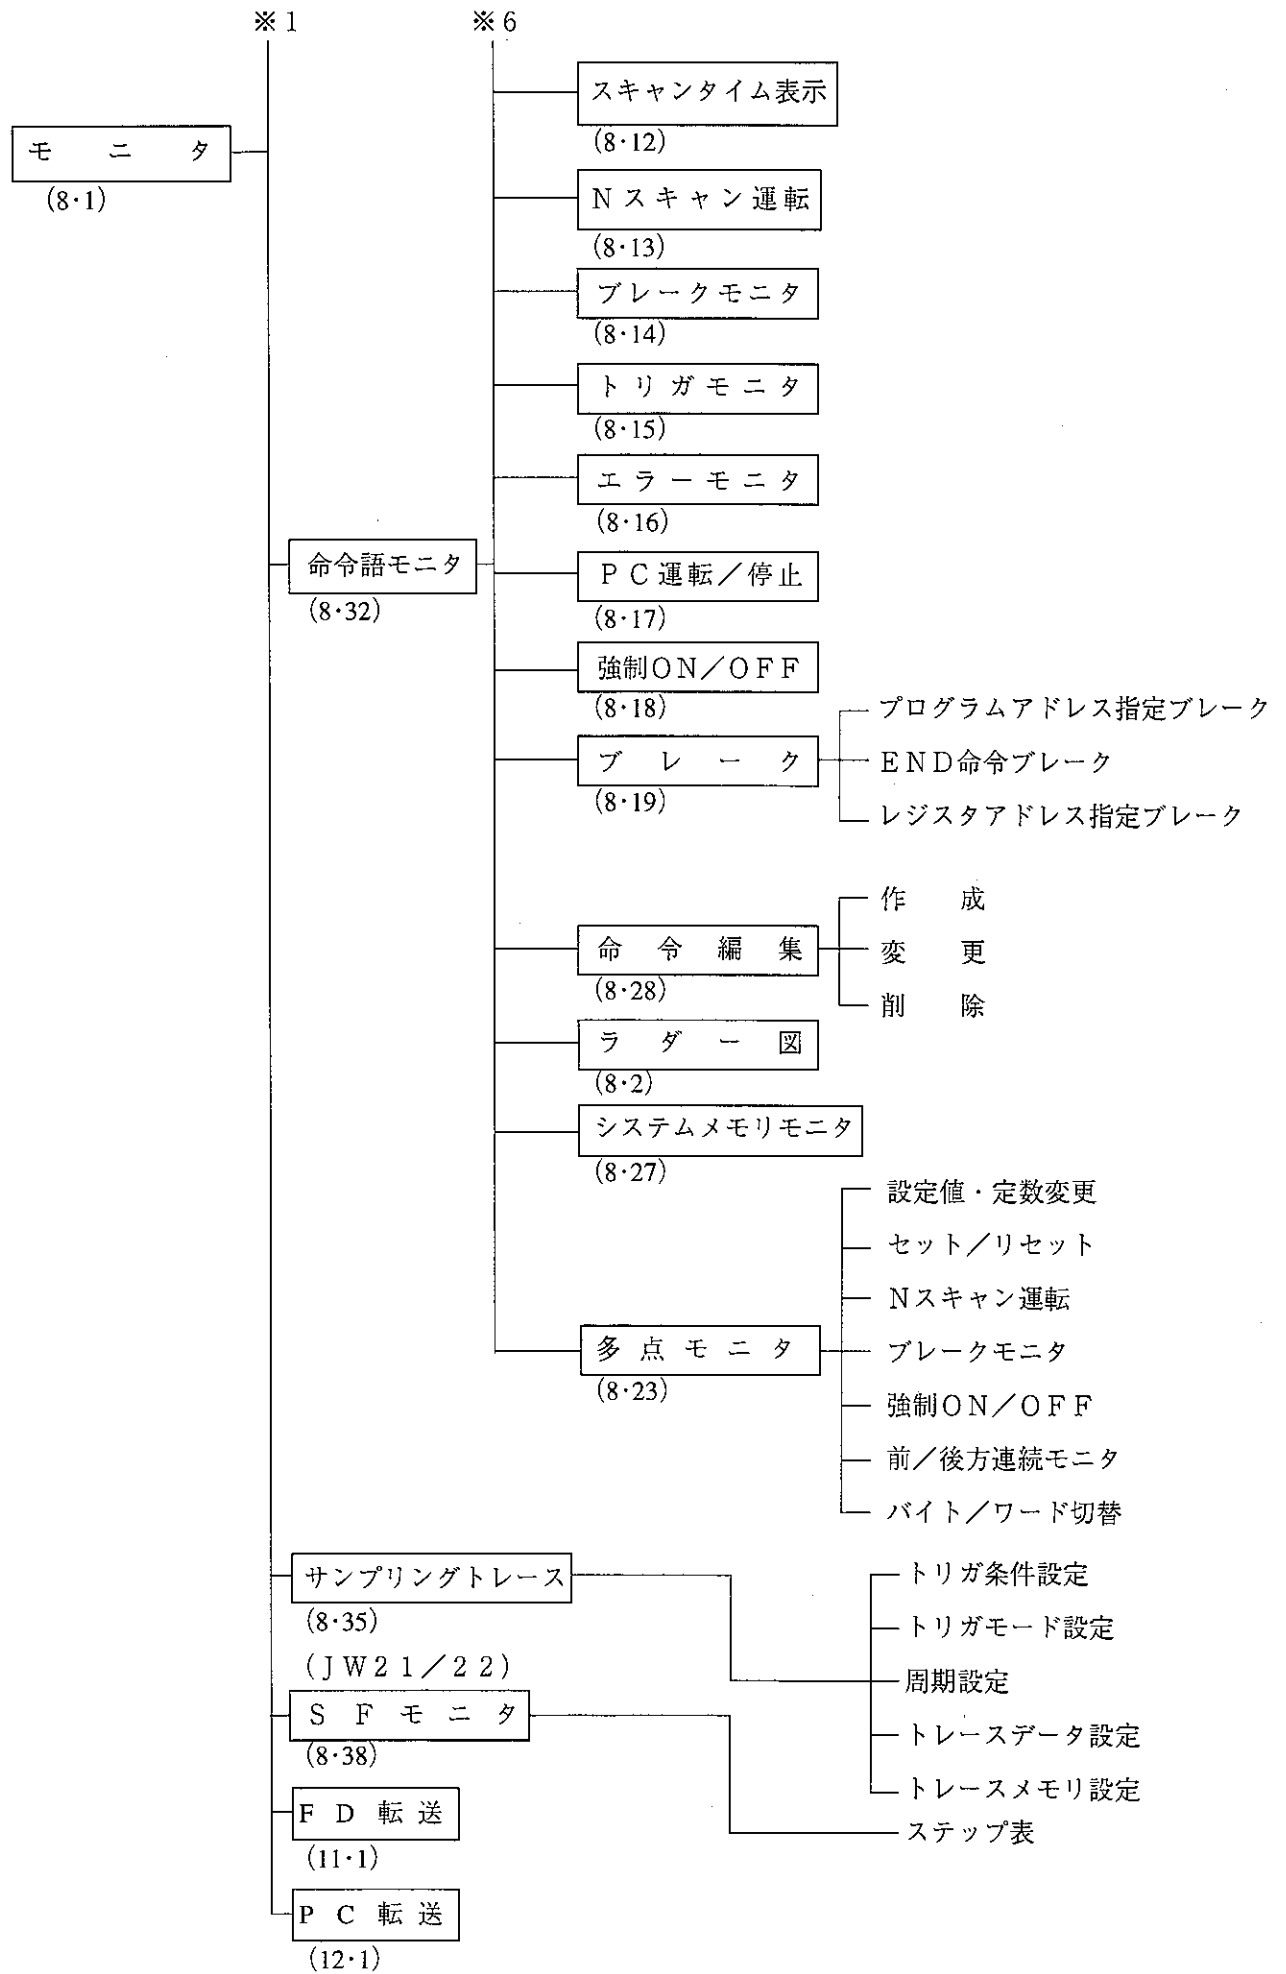 ※1
※6
スキャンタイム表示
(8·12)
モニタ
(8·1)
Nスキャン運転
(8·13)
ブレークモニタ
(8·14)
トリガモニタ
(8·15)
エラーモニタ
(8·16)
命令語モニタ
(8·32)
PC運転／停止
(8·17)
強制ON／OFF
(8·18)
ブレーク
(8·19)
プログラムアドレス指定ブレーク
END命令ブレーク
レジスタアドレス指定ブレーク
命令編集
(8·28)
作成
変更
削除
ラダー図
(8·2)
システムメモリモニタ
(8·27)
多点モニタ
(8·23)
設定値・定数変更
セット／リセット
Nスキャン運転
ブレークモニタ
強制ON／OFF
前／後方連続モニタ
バイト／ワード切替
サンプリングトレース
(8·35)
(JW21／22)
トリガ条件設定
トリガモード設定
周期設定
トレースデータ設定
トレースメモリ設定
SFモニタ
(8·38)
ステップ表
FD転送
(11·1)
PC転送
(12·1)